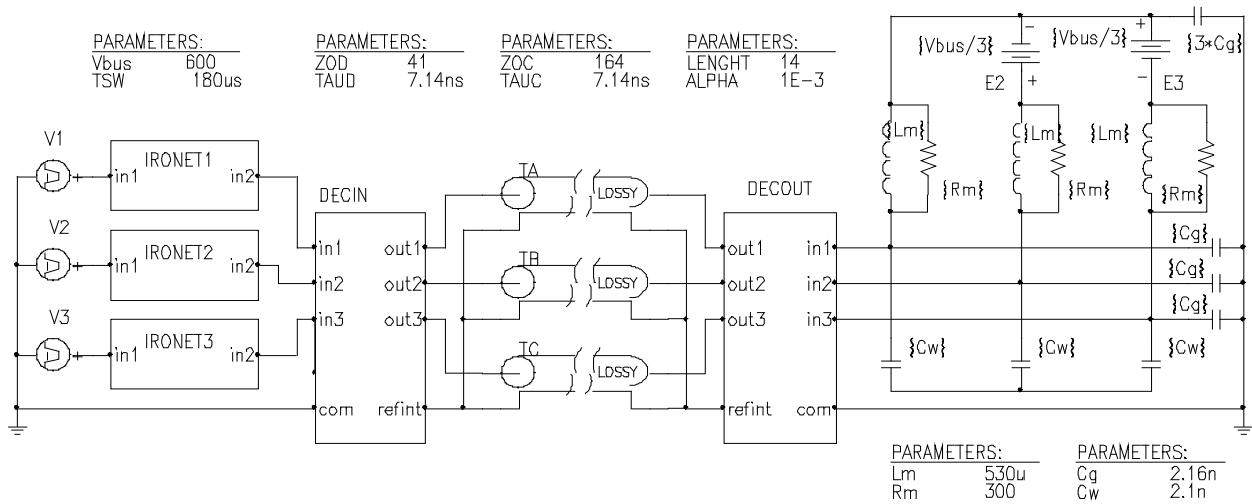 PARAMETERS:
Vbus 600
TSW 180us
PARAMETERS:
ZOD 41
TAUD 7.14ns
PARAMETERS:
ZOC 164
TAUC 7.14ns
PARAMETERS:
LENGHT 14
ALPHA 1E-3
- +
{Vbus/3} {Vbus/3} {3*Cg}
E2 + - E3
{Lm} {Lm} {Lm}
{Rm} {Rm} {Rm}
V1
+ in1 IRONET1 in2
V2
+ in1 IRONET2 in2
V3
+ in1 IRONET3 in2
DECIN
in1 out1
in2 out2
in3 out3
com refint
TA LOSSY
TB LOSSY
TC LOSSY
DECOUT
out1 in1
out2 in2
out3 in3
refint com
{Cg}
{Cg}
{Cg}
{Cw} {Cw} {Cw}
PARAMETERS:
Lm 530u
Rm 300
PARAMETERS:
Cg 2.16n
Cw 2.1n